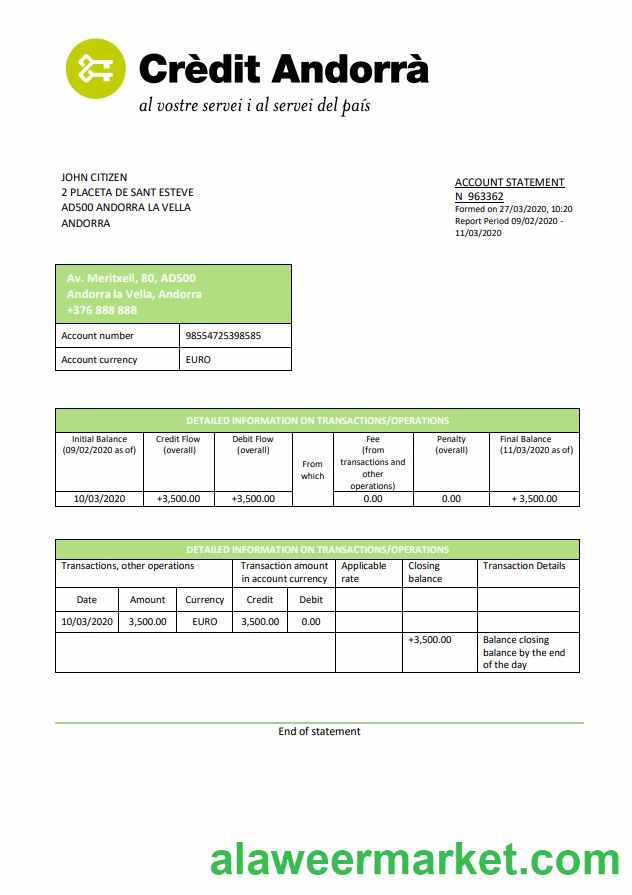 Crèdit Andorrà
al vostre servei i al servei del país
JOHN CITIZEN
2 PLACETA DE SANT ESTEVE
AD500 ANDORRA LA VELLA
ANDORRA
ACCOUNT STATEMENT
N 963362
Formed on 27/03/2020, 10:20
Report Period 09/02/2020 -
11/03/2020
Av. Meritxell, 80, AD500
Andorra la Vella, Andorra
+376 888 888
Account number 98554725398585
Account currency EURO
DETAILED INFORMATION ON TRANSACTIONS/OPERATIONS
Initial Balance
(09/02/2020 as of)
Credit Flow
(overall)
Debit Flow
(overall)
From
which
Fee
(from
transactions and
other
operations)
Penalty
(overall)
Final Balance
(11/03/2020 as of)
10/03/2020 +3,500.00 +3,500.00 0.00 0.00 + 3,500.00
DETAILED INFORMATION ON TRANSACTIONS/OPERATIONS
Transactions, other operations
Transaction amount
in account currency
Applicable
rate
Closing
balance
Transaction Details
Date Amount Currency Credit Debit
10/03/2020 3,500.00 EURO 3,500.00 0.00
+3,500.00
Balance closing
balance by the end
of the day
End of statement
alaweermarket.com